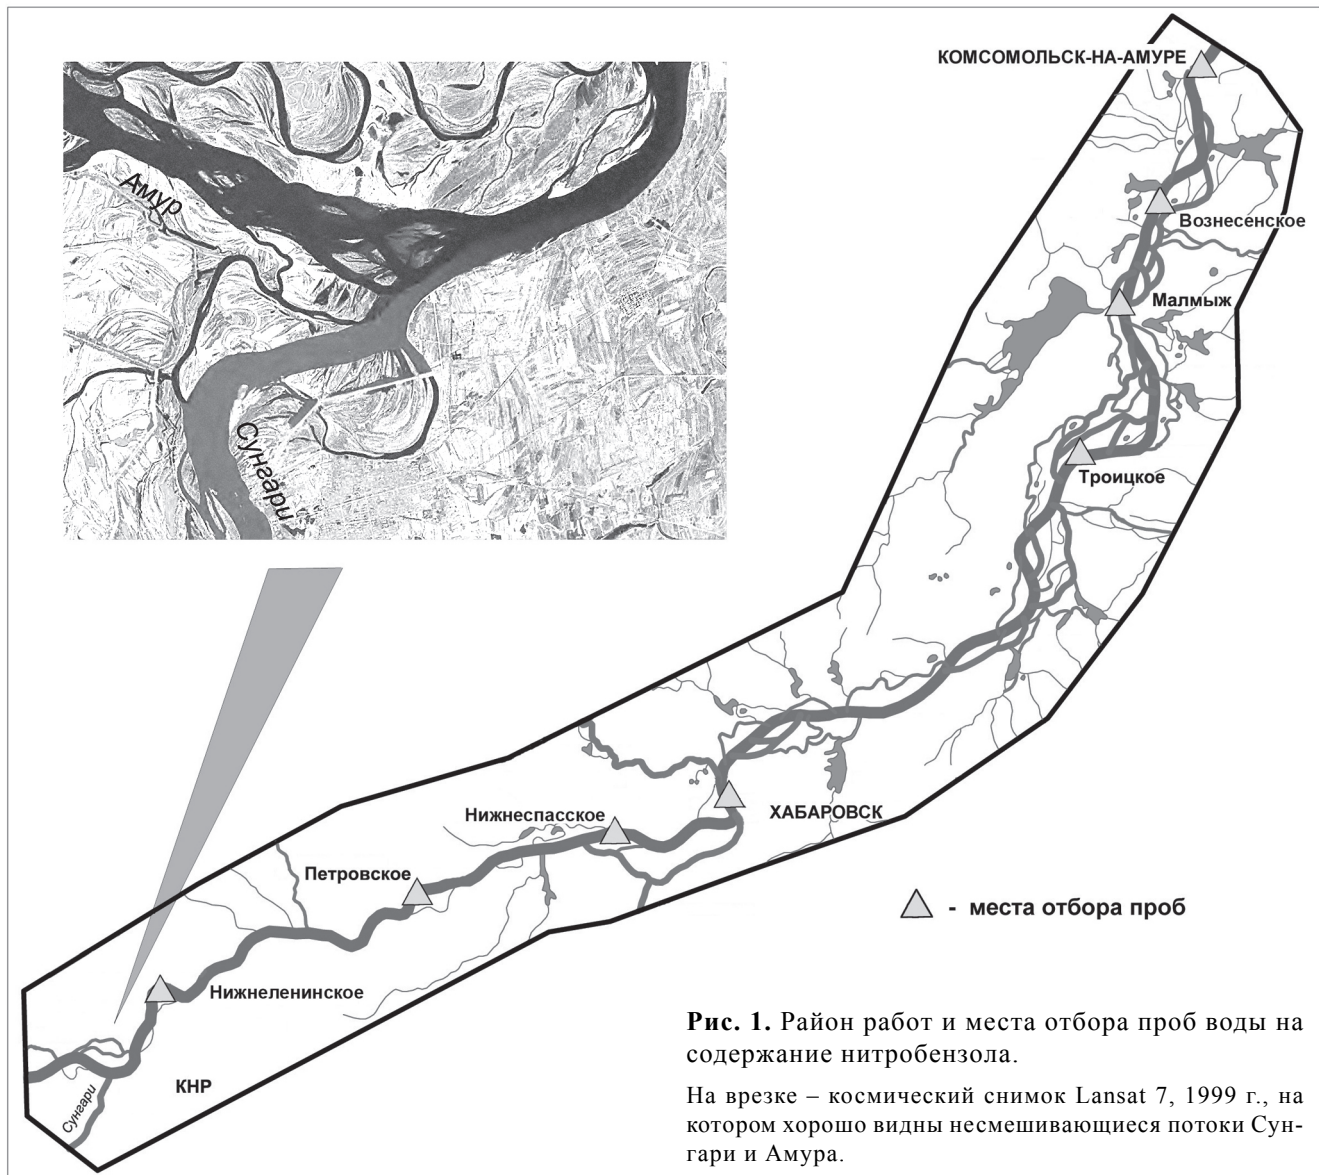 КОМСОМОЛЬСК-НА-АМУРЕ
Амур
Вознесенское
Малмыж
Сунгари
Троицкое
Нижнеспасское
ХАБАРОВСК
Петровское
- места отбора проб
Нижнеленинское
Сунгари
КНР
Рис. 1. Район работ и места отбора проб воды на
содержание нитробензола.
На врезке – космический снимок Lansat 7, 1999 г., на
котором хорошо видны несмешивающиеся потоки Сун-
гари и Амура.